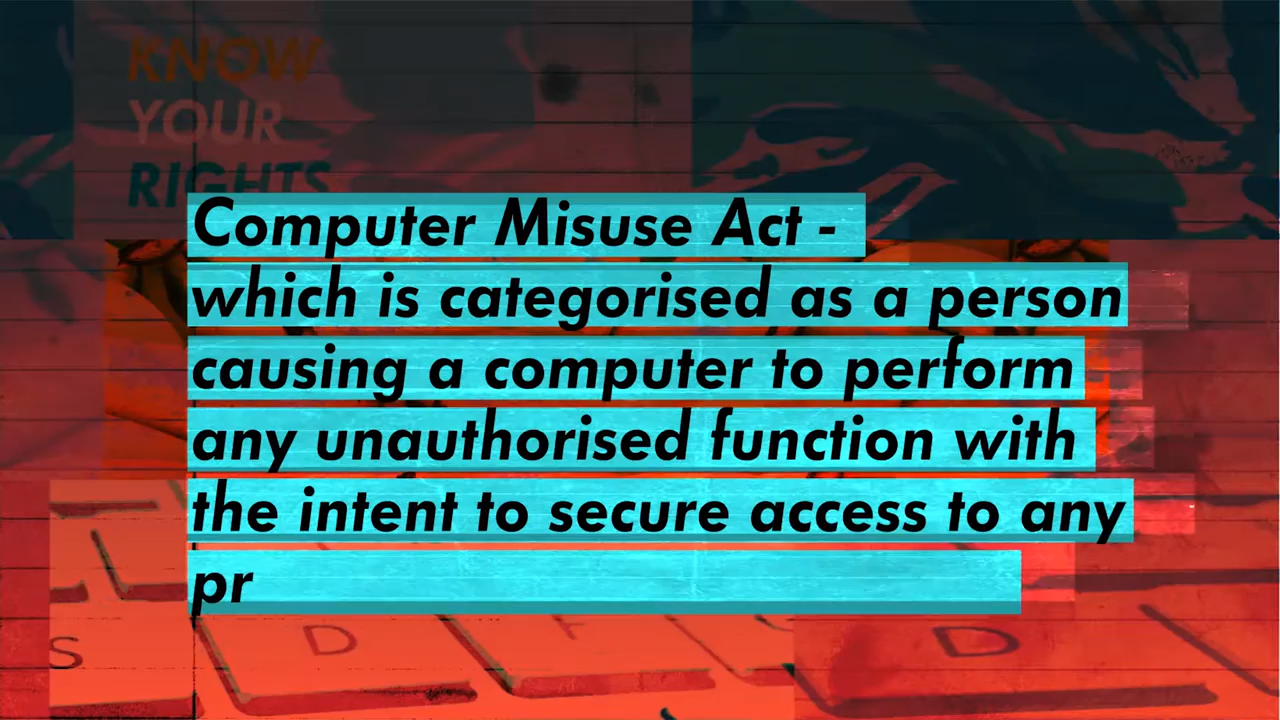 KNOW
YOUR
RIGHTS
Computer Misuse Act -
which is categorised as a person
causing a computer to perform
any unauthorised function with
the intent to secure access to any
pr
S D F D